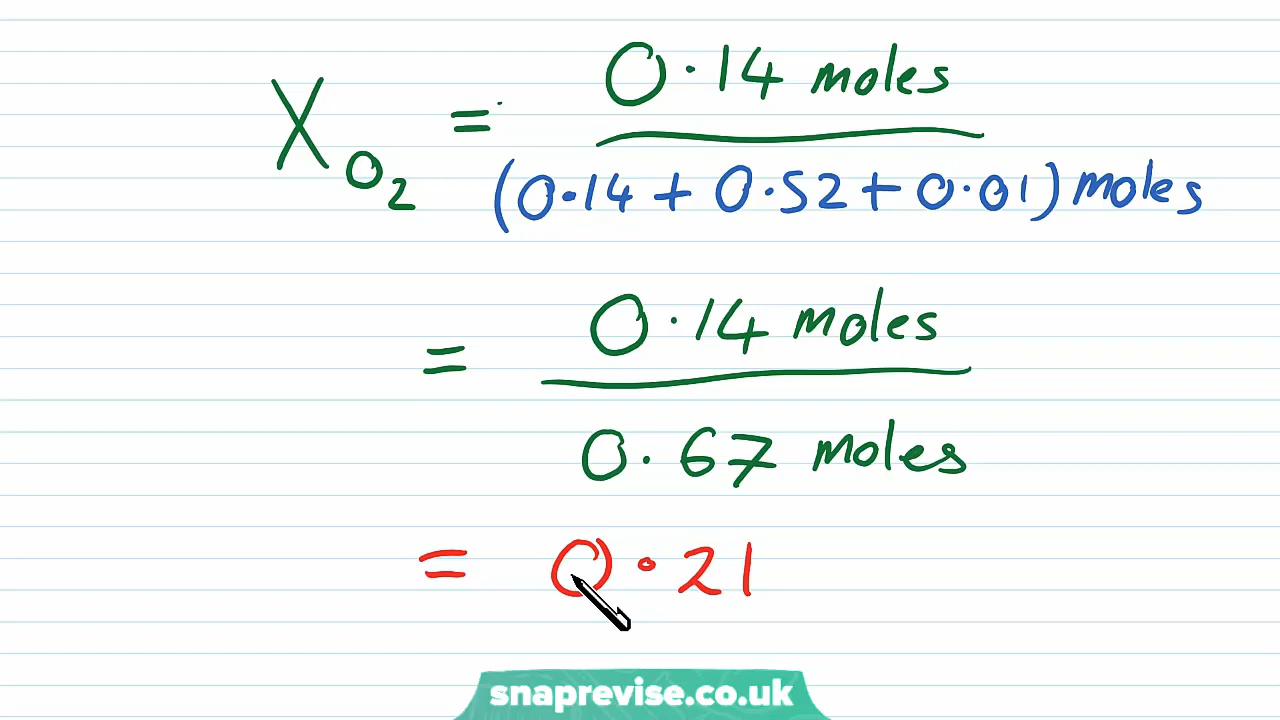 X O2 = 0·14 moles
(0·14 + 0·52 + 0·01) moles
= 0·14 moles
0·67 moles
= 0·21
snaprevise.co.uk